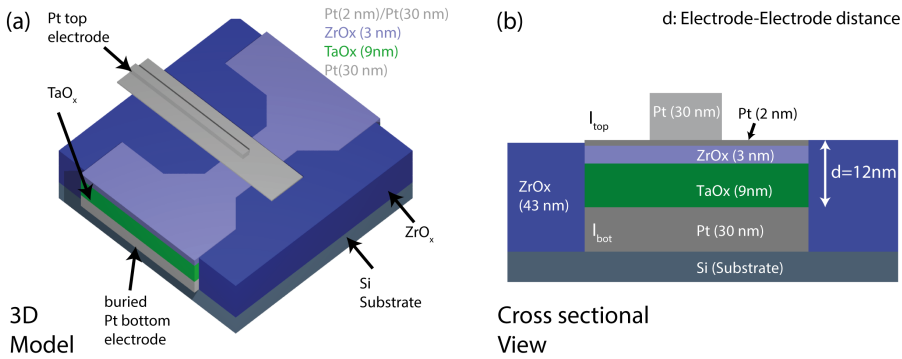 (a)
Pt top
electrode
TaOx
Pt(2 nm)/Pt(30 nm)
ZrOx (3 nm)
TaOx (9nm)
Pt(30 nm)
ZrOx
Si
Substrate
buried
Pt bottom
electrode
3D
Model
(b)
d: Electrode-Electrode distance
Pt (30 nm)
Pt (2 nm)
Itop
ZrOx (3 nm)
d=12nm
ZrOx
(43 nm)
TaOx (9nm)
Ibot
Pt (30 nm)
Si (Substrate)
Cross sectional
View